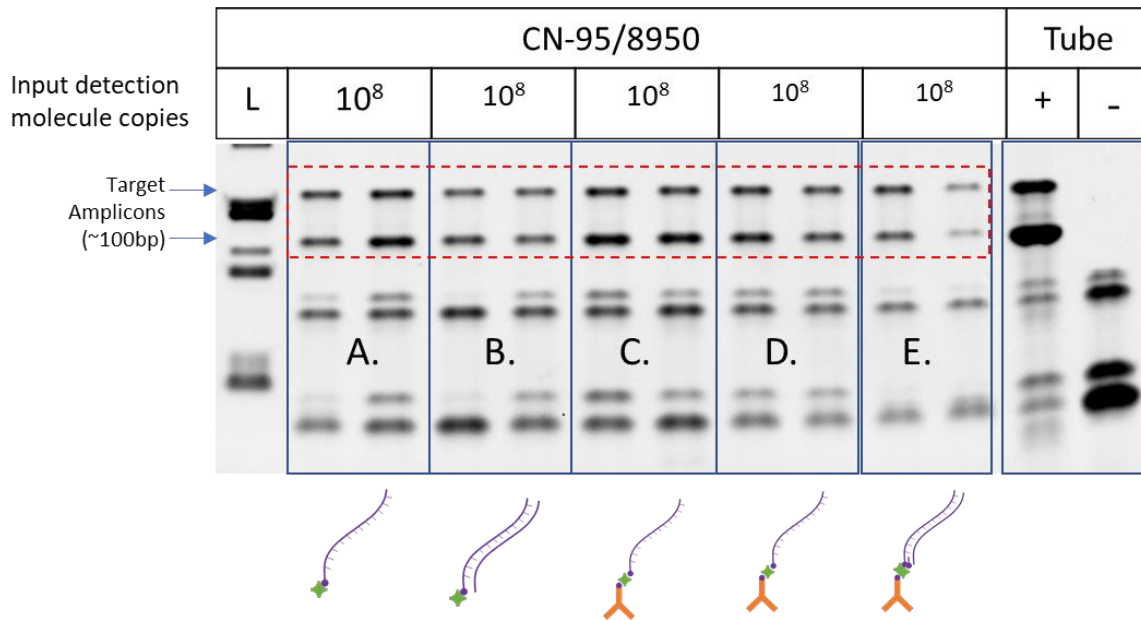 CN-95/8950 Tube
Input detection
molecule copies
L 10⁸ 10⁸ 10⁸ 10⁸ 10⁸ + -
Target
Amplicons
(~100bp)
A. B. C. D. E.